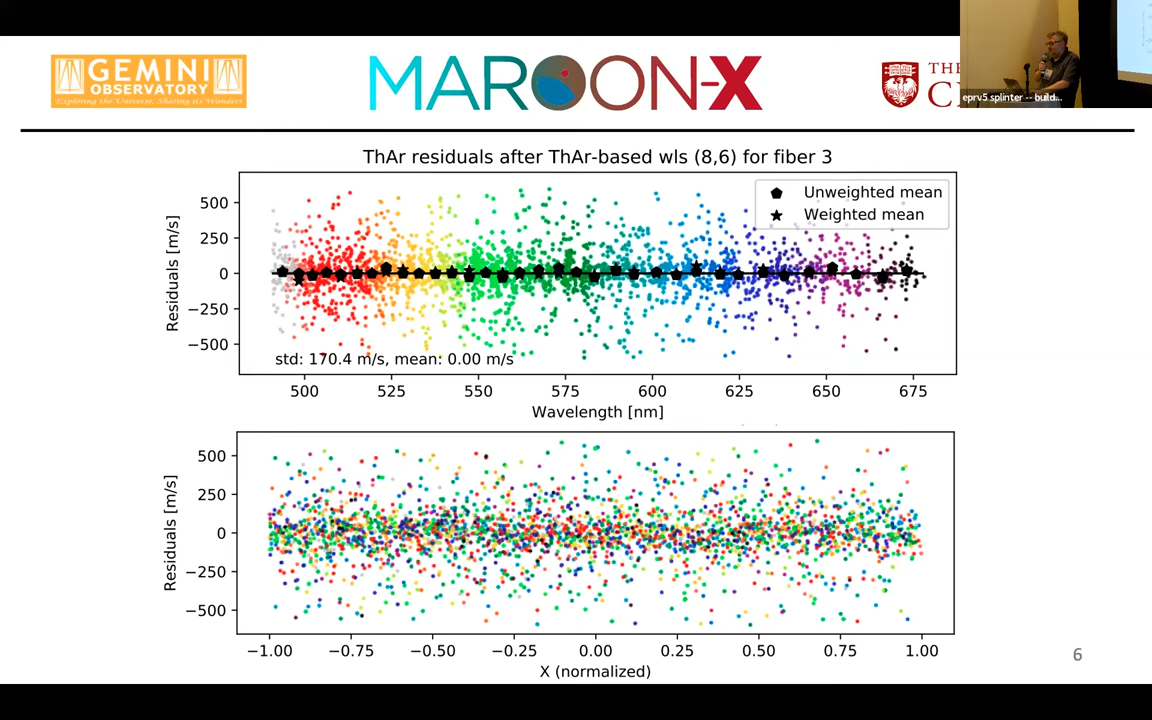 GEMINI
OBSERVATORY
Exploring the Universe, Sharing its Wonders
MAROON-X
THE
C
eprv5 splinter -- build...
ThAr residuals after ThAr-based wls (8,6) for fiber 3
Unweighted mean
Weighted mean
Residuals [m/s]
500
250
0
−250
−500
std: 170.4 m/s, mean: 0.00 m/s
500 525 550 575 600 625 650 675
Wavelength [nm]
Residuals [m/s]
500
250
0
−250
−500
−1.00 −0.75 −0.50 −0.25 0.00 0.25 0.50 0.75 1.00
X (normalized)
6